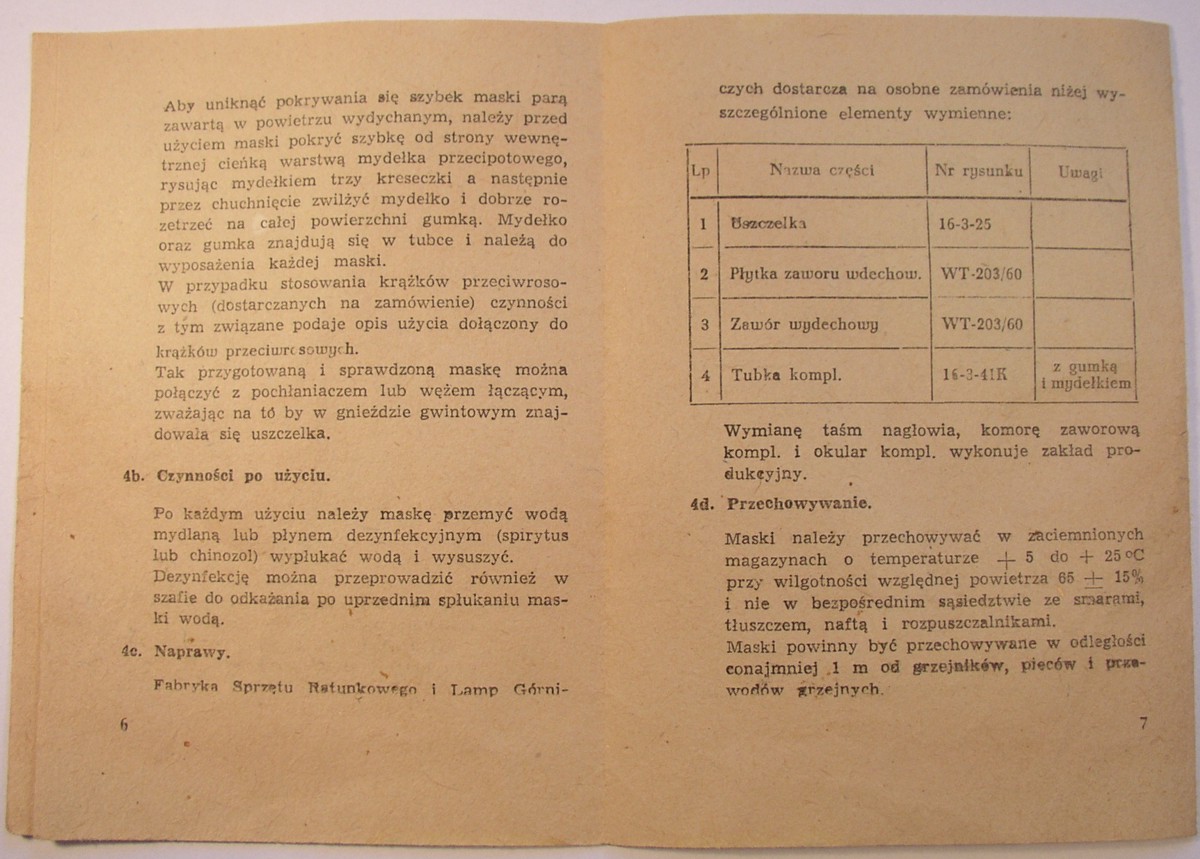 Aby uniknąć pokrywania się szybek maski parą
zawartą w powietrzu wydychanym, należy przed
użyciem maski pokryć szybkę od strony wewnę-
trznej cieńką warstwą mydełka przecipotowego,
rysując mydełkiem trzy kreseczki a następnie
przez chuchnięcie zwilżyć mydelko i dobrze ro-
zetrzeć na całej powierzchni gumką. Mydełko
oraz gumka znajdują się w tubce i należą do
wyposażenia każdej maski.
W przypadku stosowania krążków przeciwroso-
wych (dostarczanych na zamówienie) czynności
z tym związane podaje opis użycia dołączony do
krążków przeciwrosowych.
Tak przygotowaną i sprawdzoną maskę można
połączyć z pochłaniaczem lub wężem łączącym,
zważając na tó by w gnieździe gwintowym znaj-
dowała się uszczelka.
4b. Czynności po użyciu.
Po każdym użyciu należy maskę przemyć wodą
mydlaną lub płynem dezynfekcyjnym (spirytus
lub chinozol) wypłukać wodą i wysuszyć.
Dezynfekcję można przeprowadzić również w
szafie do odkażania po uprzednim spłukaniu mas-
ki wodą.
4c. Naprawy.
Fabryka Sprzętu Ratunkowego i Lamp Górni-
6
czych dostarcza na osobne zamówienia niżej wy-
szczególnione elementy wymienne:
Lp Nazwa części Nr rysunku Uwagi
1 Uszczelka 16-3-25
2 Płytka zaworu wdechow. WT-203/60
3 Zawór wydechowy WT-203/60
4 Tubka kompl. 16-3-41K z gumką
i mydełkiem
Wymianę taśm nagłowia, komorę zaworową
kompl. i okular kompl. wykonuje zakład pro-
dukcyjny.
4d. Przechowywanie.
Maski należy przechowywać w zaciemnionych
magazynach o temperaturze + 5 do + 25 °C
przy wilgotności względnej powietrza 65 ± 15%
i nie w bezpośrednim sąsiedztwie ze smarami,
tłuszczem, naftą i rozpuszczalnikami.
Maski powinny być przechowywane w odległości
conajmniej 1 m od grzejników, pieców i prze-
wodów grzejnych.
7